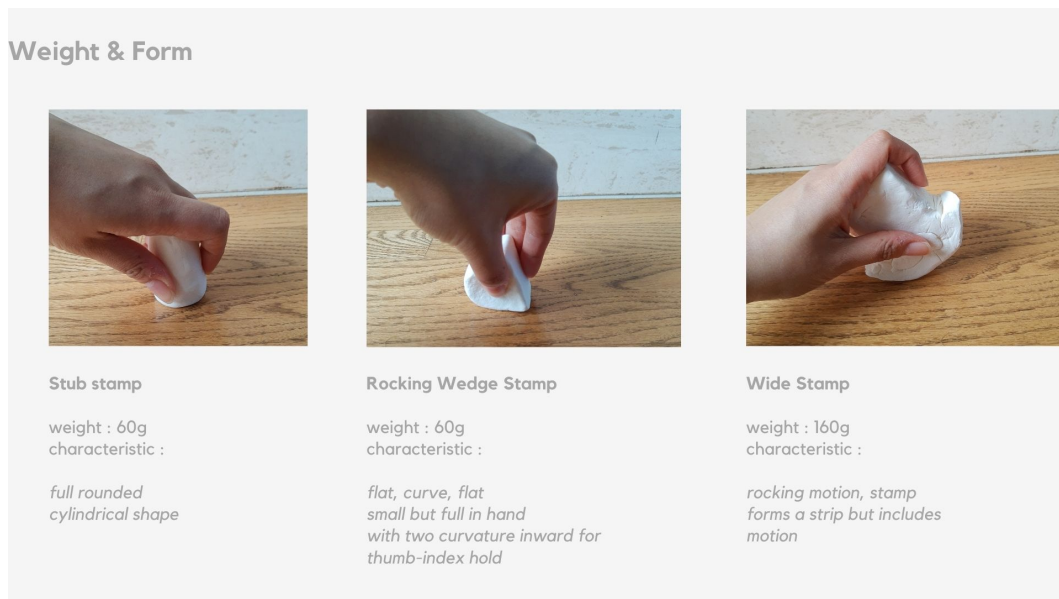 Weight & Form
Stub stamp
weight : 60g
characteristic :
full rounded
cylindrical shape
Rocking Wedge Stamp
weight : 60g
characteristic :
flat, curve, flat
small but full in hand
with two curvature inward for
thumb-index hold
Wide Stamp
weight : 160g
characteristic :
rocking motion, stamp
forms a strip but includes
motion